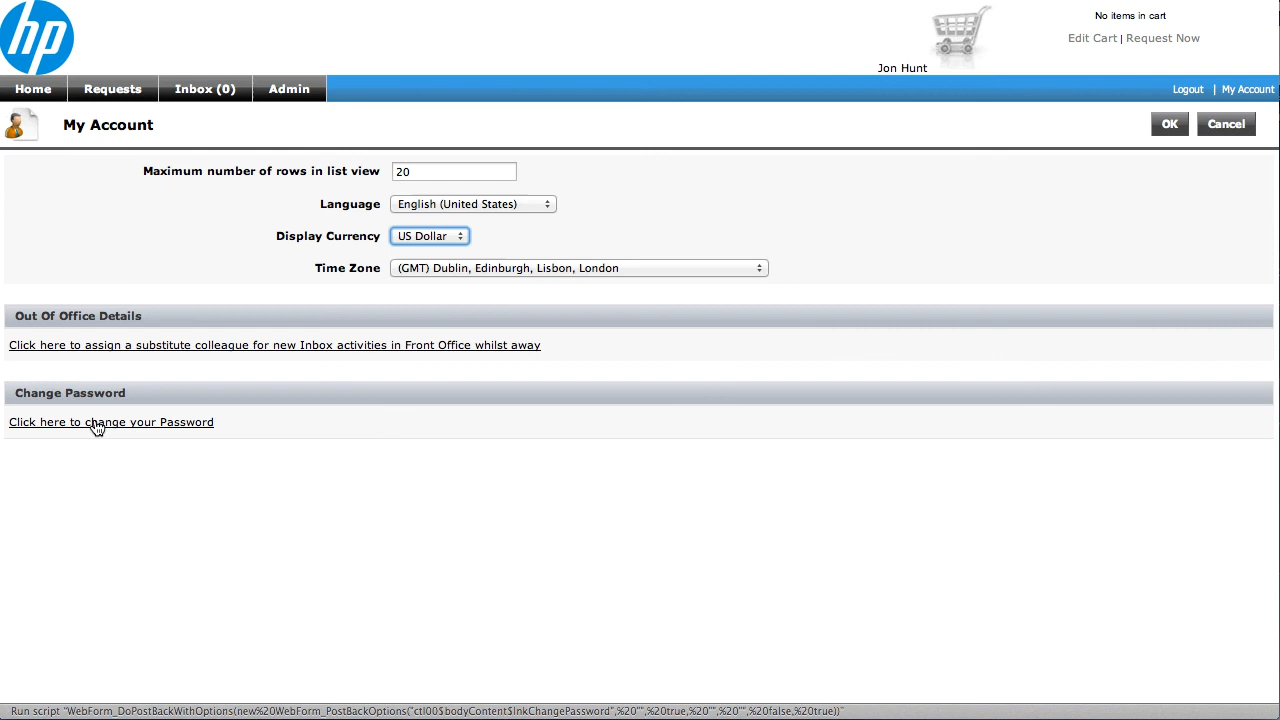 hp
No items in cart
Edit Cart | Request Now
Jon Hunt
Home Requests Inbox (0) Admin Logout | My Account
My Account OK Cancel
Maximum number of rows in list view 20
Language English (United States)
Display Currency US Dollar
Time Zone (GMT) Dublin, Edinburgh, Lisbon, London
Out Of Office Details
Click here to assign a substitute colleague for new Inbox activities in Front Office whilst away
Change Password
Click here to change your Password
Run script "WebForm_DoPostBackWithOptions(new%20WebForm_PostBackOptions("ctl00$bodyContent$lnkChangePassword",%20"",%20true,%20"",%20"",%20false,%20true))"